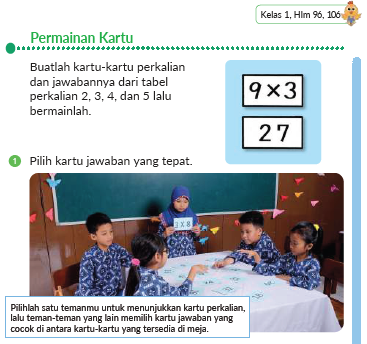 Kelas 1, Hlm 96, 106
Permainan Kartu
Buatlah kartu-kartu perkalian
dan jawabannya dari tabel
perkalian 2, 3, 4, dan 5 lalu
bermainlah.
9×3
27
1 Pilih kartu jawaban yang tepat.
3 X 8
Pilihlah satu temanmu untuk menunjukkan kartu perkalian,
lalu teman-teman yang lain memilih kartu jawaban yang
cocok di antara kartu-kartu yang tersedia di meja.